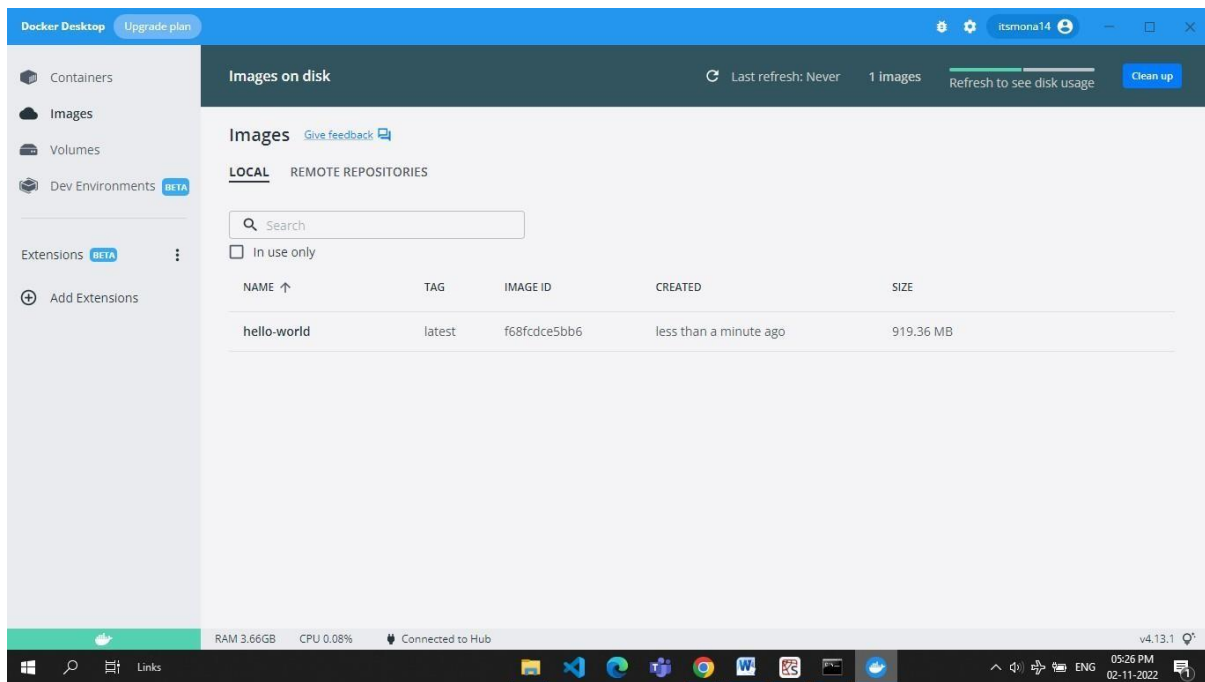 Docker Desktop Upgrade plan itsmona14
Containers
Images
Volumes
Dev Environments BETA
Extensions BETA
Add Extensions
Images on disk Last refresh: Never 1 images Refresh to see disk usage Clean up
Images Give feedback
LOCAL REMOTE REPOSITORIES
Search
In use only
NAME TAG IMAGE ID CREATED SIZE
hello-world latest f68fcdce5bb6 less than a minute ago 919.36 MB
RAM 3.66GB CPU 0.08% Connected to Hub v4.13.1
Links ENG 05:26 PM
02-11-2022